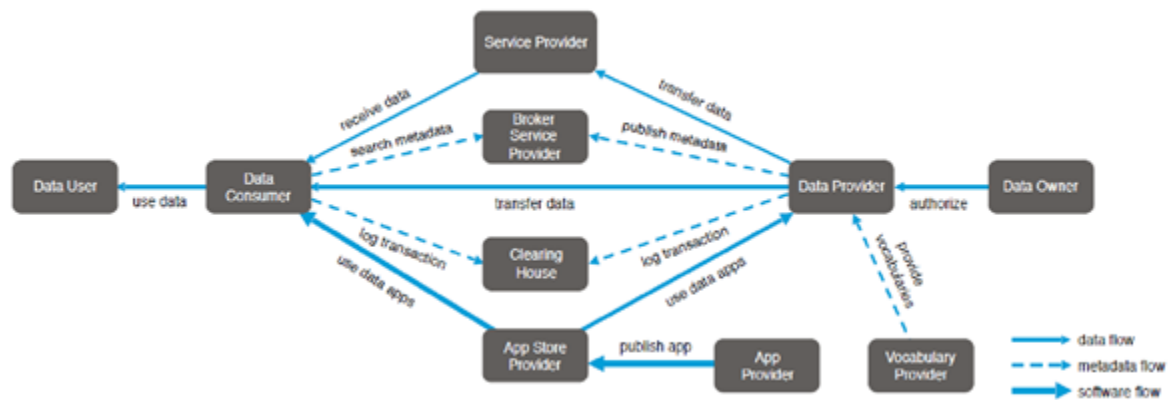 Service Provider
receive data
transfer data
search metadata
Broker
Service
Provider
publish metadata
Data User
use data
Data
Consumer
transfer data
Data Provider
authorize
Data Owner
log transaction
Clearing
House
log transaction
use data apps
use data apps
provide
vocabularies
App Store
Provider
publish app
App
Provider
Vocabulary
Provider
data flow
metadata flow
software flow